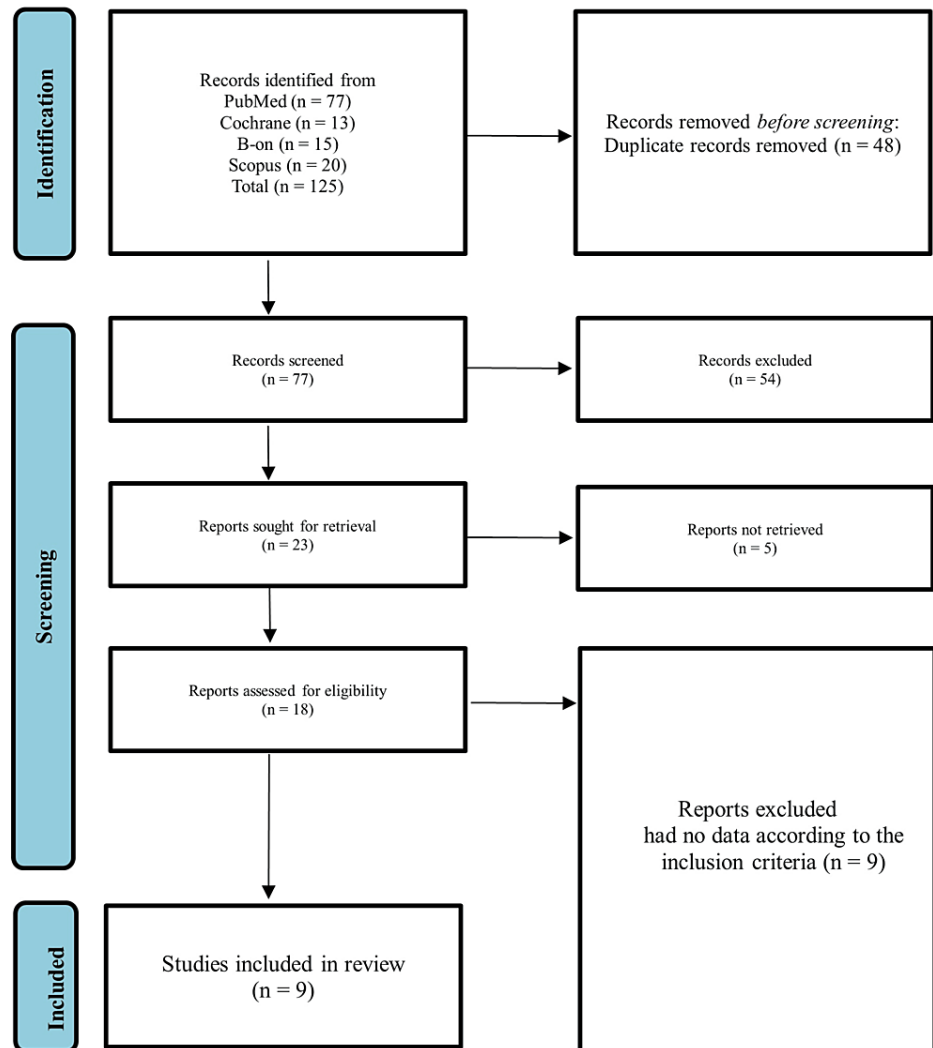 Identification
Records identified from
PubMed (n = 77)
Cochrane (n = 13)
B-on (n = 15)
Scopus (n = 20)
Total (n = 125)
Records removed before screening:
Duplicate records removed (n = 48)
Screening
Records screened
(n = 77)
Records excluded
(n = 54)
Reports sought for retrieval
(n = 23)
Reports not retrieved
(n = 5)
Reports assessed for eligibility
(n = 18)
Reports excluded
had no data according to the
inclusion criteria (n = 9)
Included
Studies included in review
(n = 9)